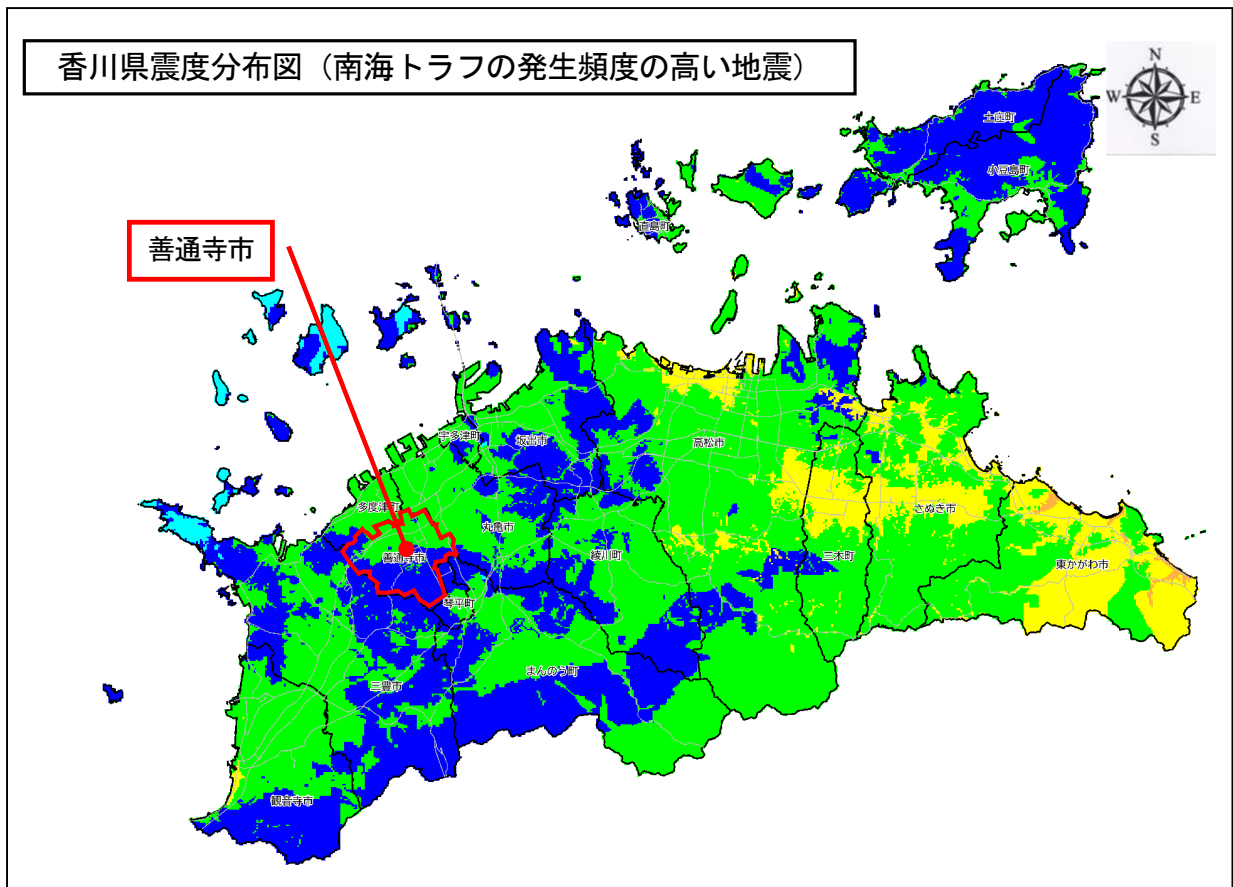 香川県震度分布図（南海トラフの発生頻度の高い地震）
N
W
E
S
土庄町
小豆島町
直島町
善通寺市
宇多津町
坂出市
高松市
多度津町
丸亀市
さぬき市
善通寺市
綾川町
三木町
東かがわ市
琴平町
まんのう町
三豊市
観音寺市